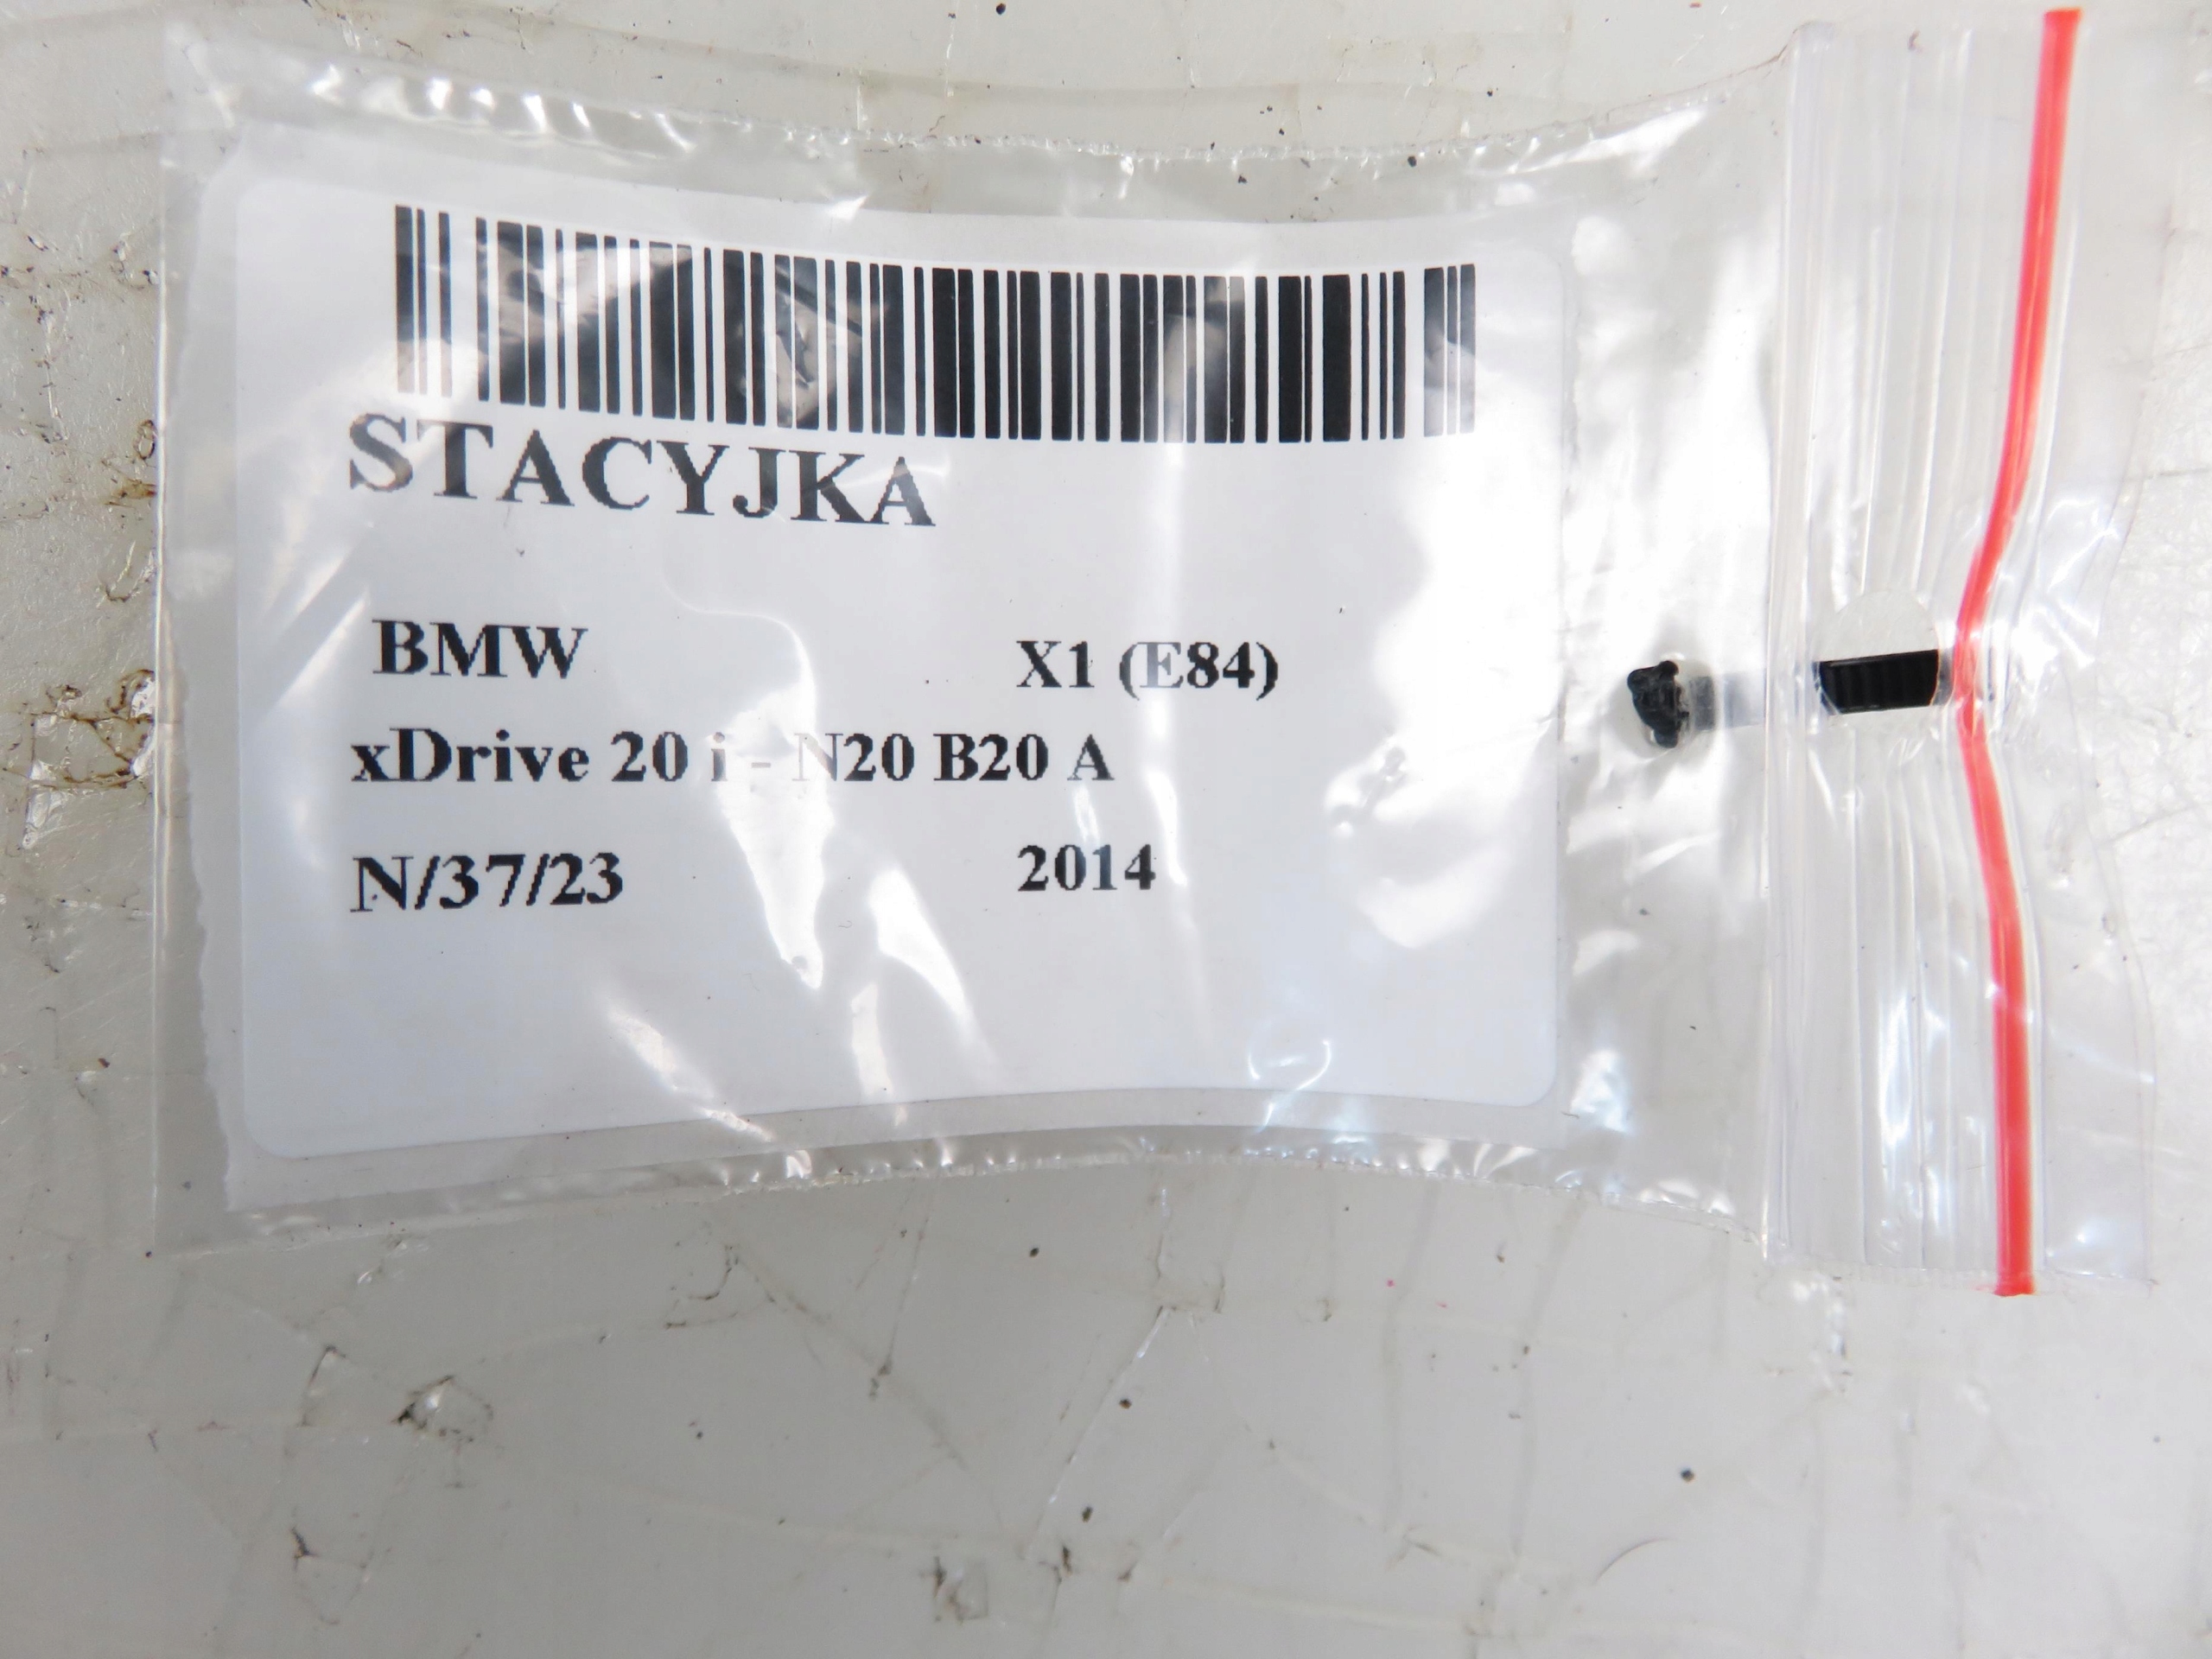 STACYJKA
BMW X1 (E84)
xDrive 20 i - N20 B20 A
N/37/23 2014